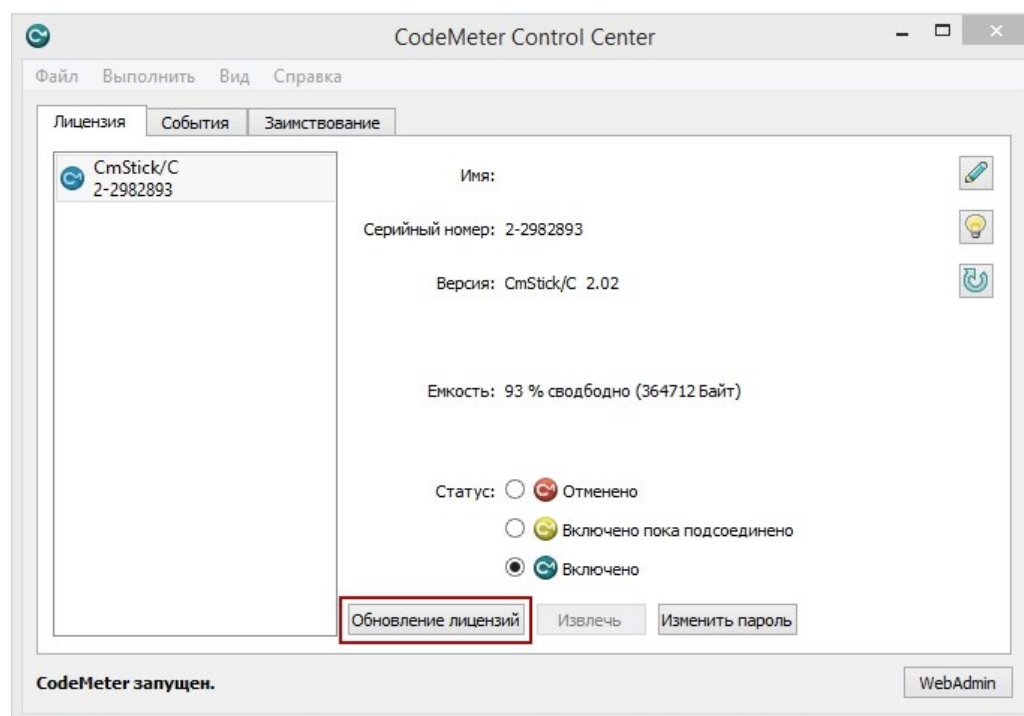 CodeMeter Control Center
Файл Выполнить Вид Справка
Лицензия События Заимствование
CmStick/C
2-2982893
Имя:
Серийный номер: 2-2982893
Версия: CmStick/C 2.02
Емкость: 93 % сводбодно (364712 Байт)
Статус: Отменено
Включено пока подсоединено
Включено
Обновление лицензий Извлечь Изменить пароль
CodeMeter запущен. WebAdmin